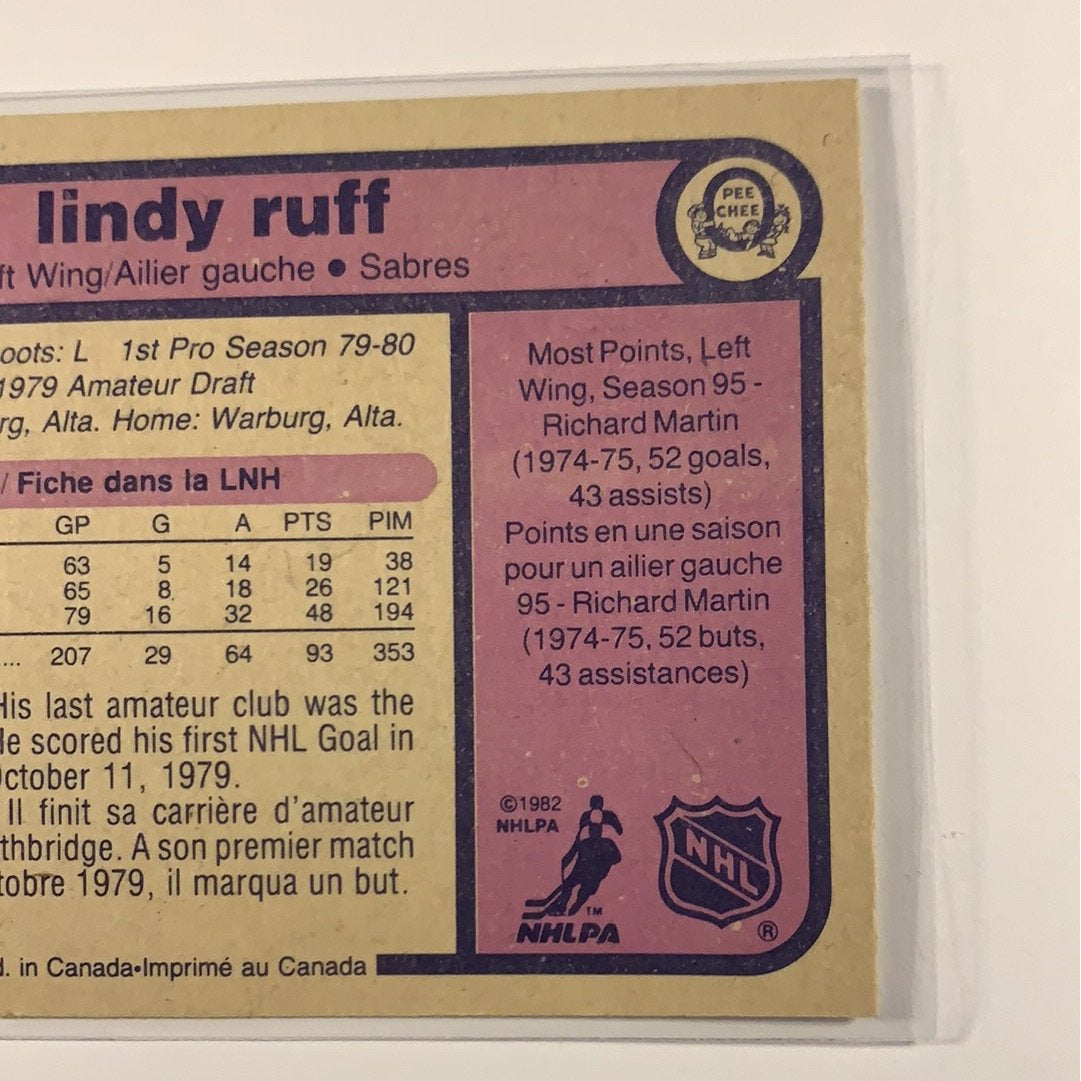 lindy ruff
PEE
CHEE
ft Wing/Ailier gauche • Sabres
oots: L 1st Pro Season 79-80
1979 Amateur Draft
rg, Alta. Home: Warburg, Alta.
/ Fiche dans la LNH
GP G A PTS PIM
63 5 14 19 38
65 8 18 26 121
79 16 32 48 194
... 207 29 64 93 353
His last amateur club was the
He scored his first NHL Goal in
October 11, 1979.
Il finit sa carrière d'amateur
thbridge. A son premier match
tobre 1979, il marqua un but.
d. in Canada•Imprimé au Canada
Most Points, Left
Wing, Season 95 -
Richard Martin
(1974-75, 52 goals,
43 assists)
Points en une saison
pour un ailier gauche
95 - Richard Martin
(1974-75, 52 buts,
43 assistances)
©1982
NHLPA
TM
NHLPA
NHL
®